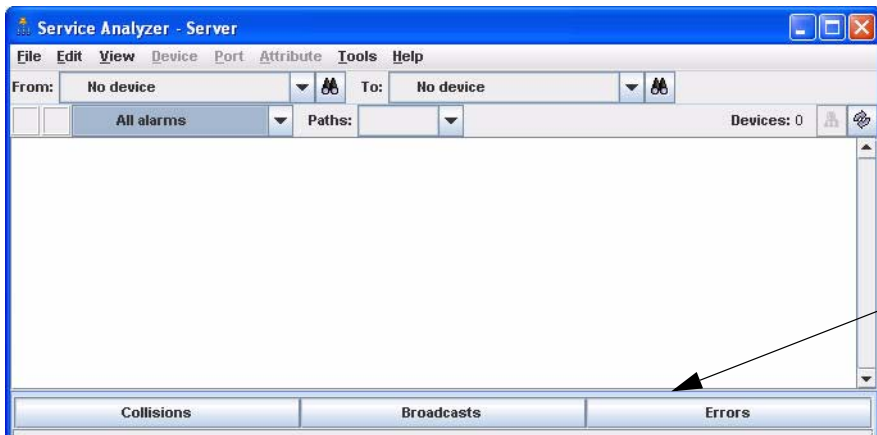 Service Analyzer - Server
File Edit View Device Port Attribute Tools Help
From: No device To: No device
All alarms Paths: Devices: 0
Collisions Broadcasts Errors